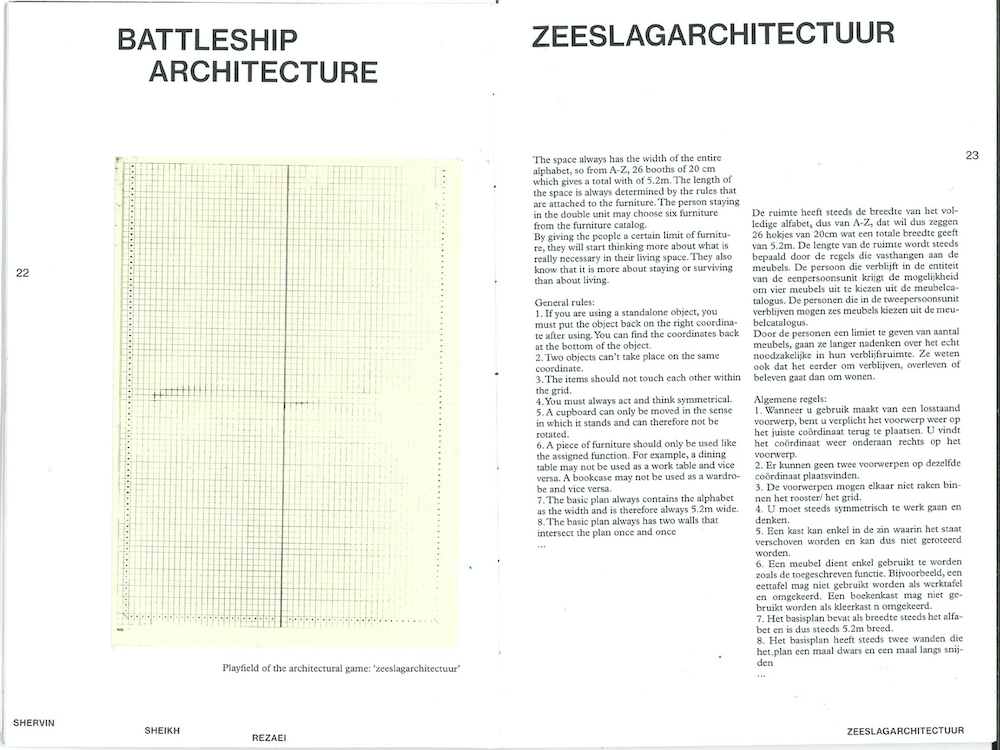 BATTLESHIP
ARCHITECTURE
22
Playfield of the architectural game: ‘zeeslagarchitectuur’
SHERVIN
SHEIKH
REZAEI
ZEESLAGARCHITECTUUR
23
The space always has the width of the entire
alphabet, so from A-Z, 26 booths of 20 cm
which gives a total with of 5.2m. The length of
the space is always determined by the rules that
are attached to the furniture. The person staying
in the double unit may choose six furniture
from the furniture catalog.
By giving the people a certain limit of furnitu-
re, they will start thinking more about what is
really necessary in their living space. They also
know that it is more about staying or surviving
than about living.
General rules:
1. If you are using a standalone object, you
must put the object back on the right coordina-
te after using. You can find the coordinates back
at the bottom of the object.
2. Two objects can’t take place on the same
coordinate.
3. The items should not touch each other within
the grid.
4. You must always act and think symmetrical.
5. A cupboard can only be moved in the sense
in which it stands and can therefore not be
rotated.
6. A piece of furniture should only be used like
the assigned function. For example, a dining
table may not be used as a work table and vice
versa. A bookcase may not be used as a wardro-
be and vice versa.
7. The basic plan always contains the alphabet
as the width and is therefore always 5.2m wide.
8. The basic plan always has two walls that
intersect the plan once and once
...
De ruimte heeft steeds de breedte van het vol-
ledige alfabet, dus van A-Z, dat wil dus zeggen
26 hokjes van 20cm wat een totale breedte geeft
van 5.2m. De lengte van de ruimte wordt steeds
bepaald door de regels die vasthangen aan de
meubels. De persoon die verblijft in de entiteit
van de eenpersoonsunit krijgt de mogelijkheid
om vier meubels uit te kiezen uit de meubelca-
talogus. De personen die in de tweepersoonsunit
verblijven mogen zes meubels kiezen uit de meu-
belcatalogus.
Door de personen een limiet te geven van aantal
meubels, gaan ze langer nadenken over het echt
noodzakelijke in hun verblijfsruimte. Ze weten
ook dat het eerder om verblijven, overleven of
beleven gaat dan om wonen.
Algemene regels:
1. Wanneer u gebruik maakt van een losstaand
voorwerp, bent u verplicht het voorwerp weer op
het juiste coördinaat terug te plaatsen. U vindt
het coördinaat weer onderaan rechts op het
voorwerp.
2. Er kunnen geen twee voorwerpen op dezelfde
coördinaat plaatsvinden.
3. De voorwerpen mogen elkaar niet raken bin-
nen het rooster/ het grid.
4. U moet steeds symmetrisch te werk gaan en
denken.
5. Een kast kan enkel in de zin waarin het staat
verschoven worden en kan dus niet geroteerd
worden.
6. Een meubel dient enkel gebruikt te worden
zoals de toegeschreven functie. Bijvoorbeeld, een
eettafel mag niet gebruikt worden als werktafel
en omgekeerd. Een boekenkast mag niet ge-
bruikt worden als kleerkast n omgekeerd.
7. Het basisplan bevat als breedte steeds het alfa-
bet en is dus steeds 5.2m breed.
8. Het basisplan heeft steeds twee wanden die
het plan een maal dwars en een maal langs snij-
den
...
ZEESLAGARCHITECTUUR